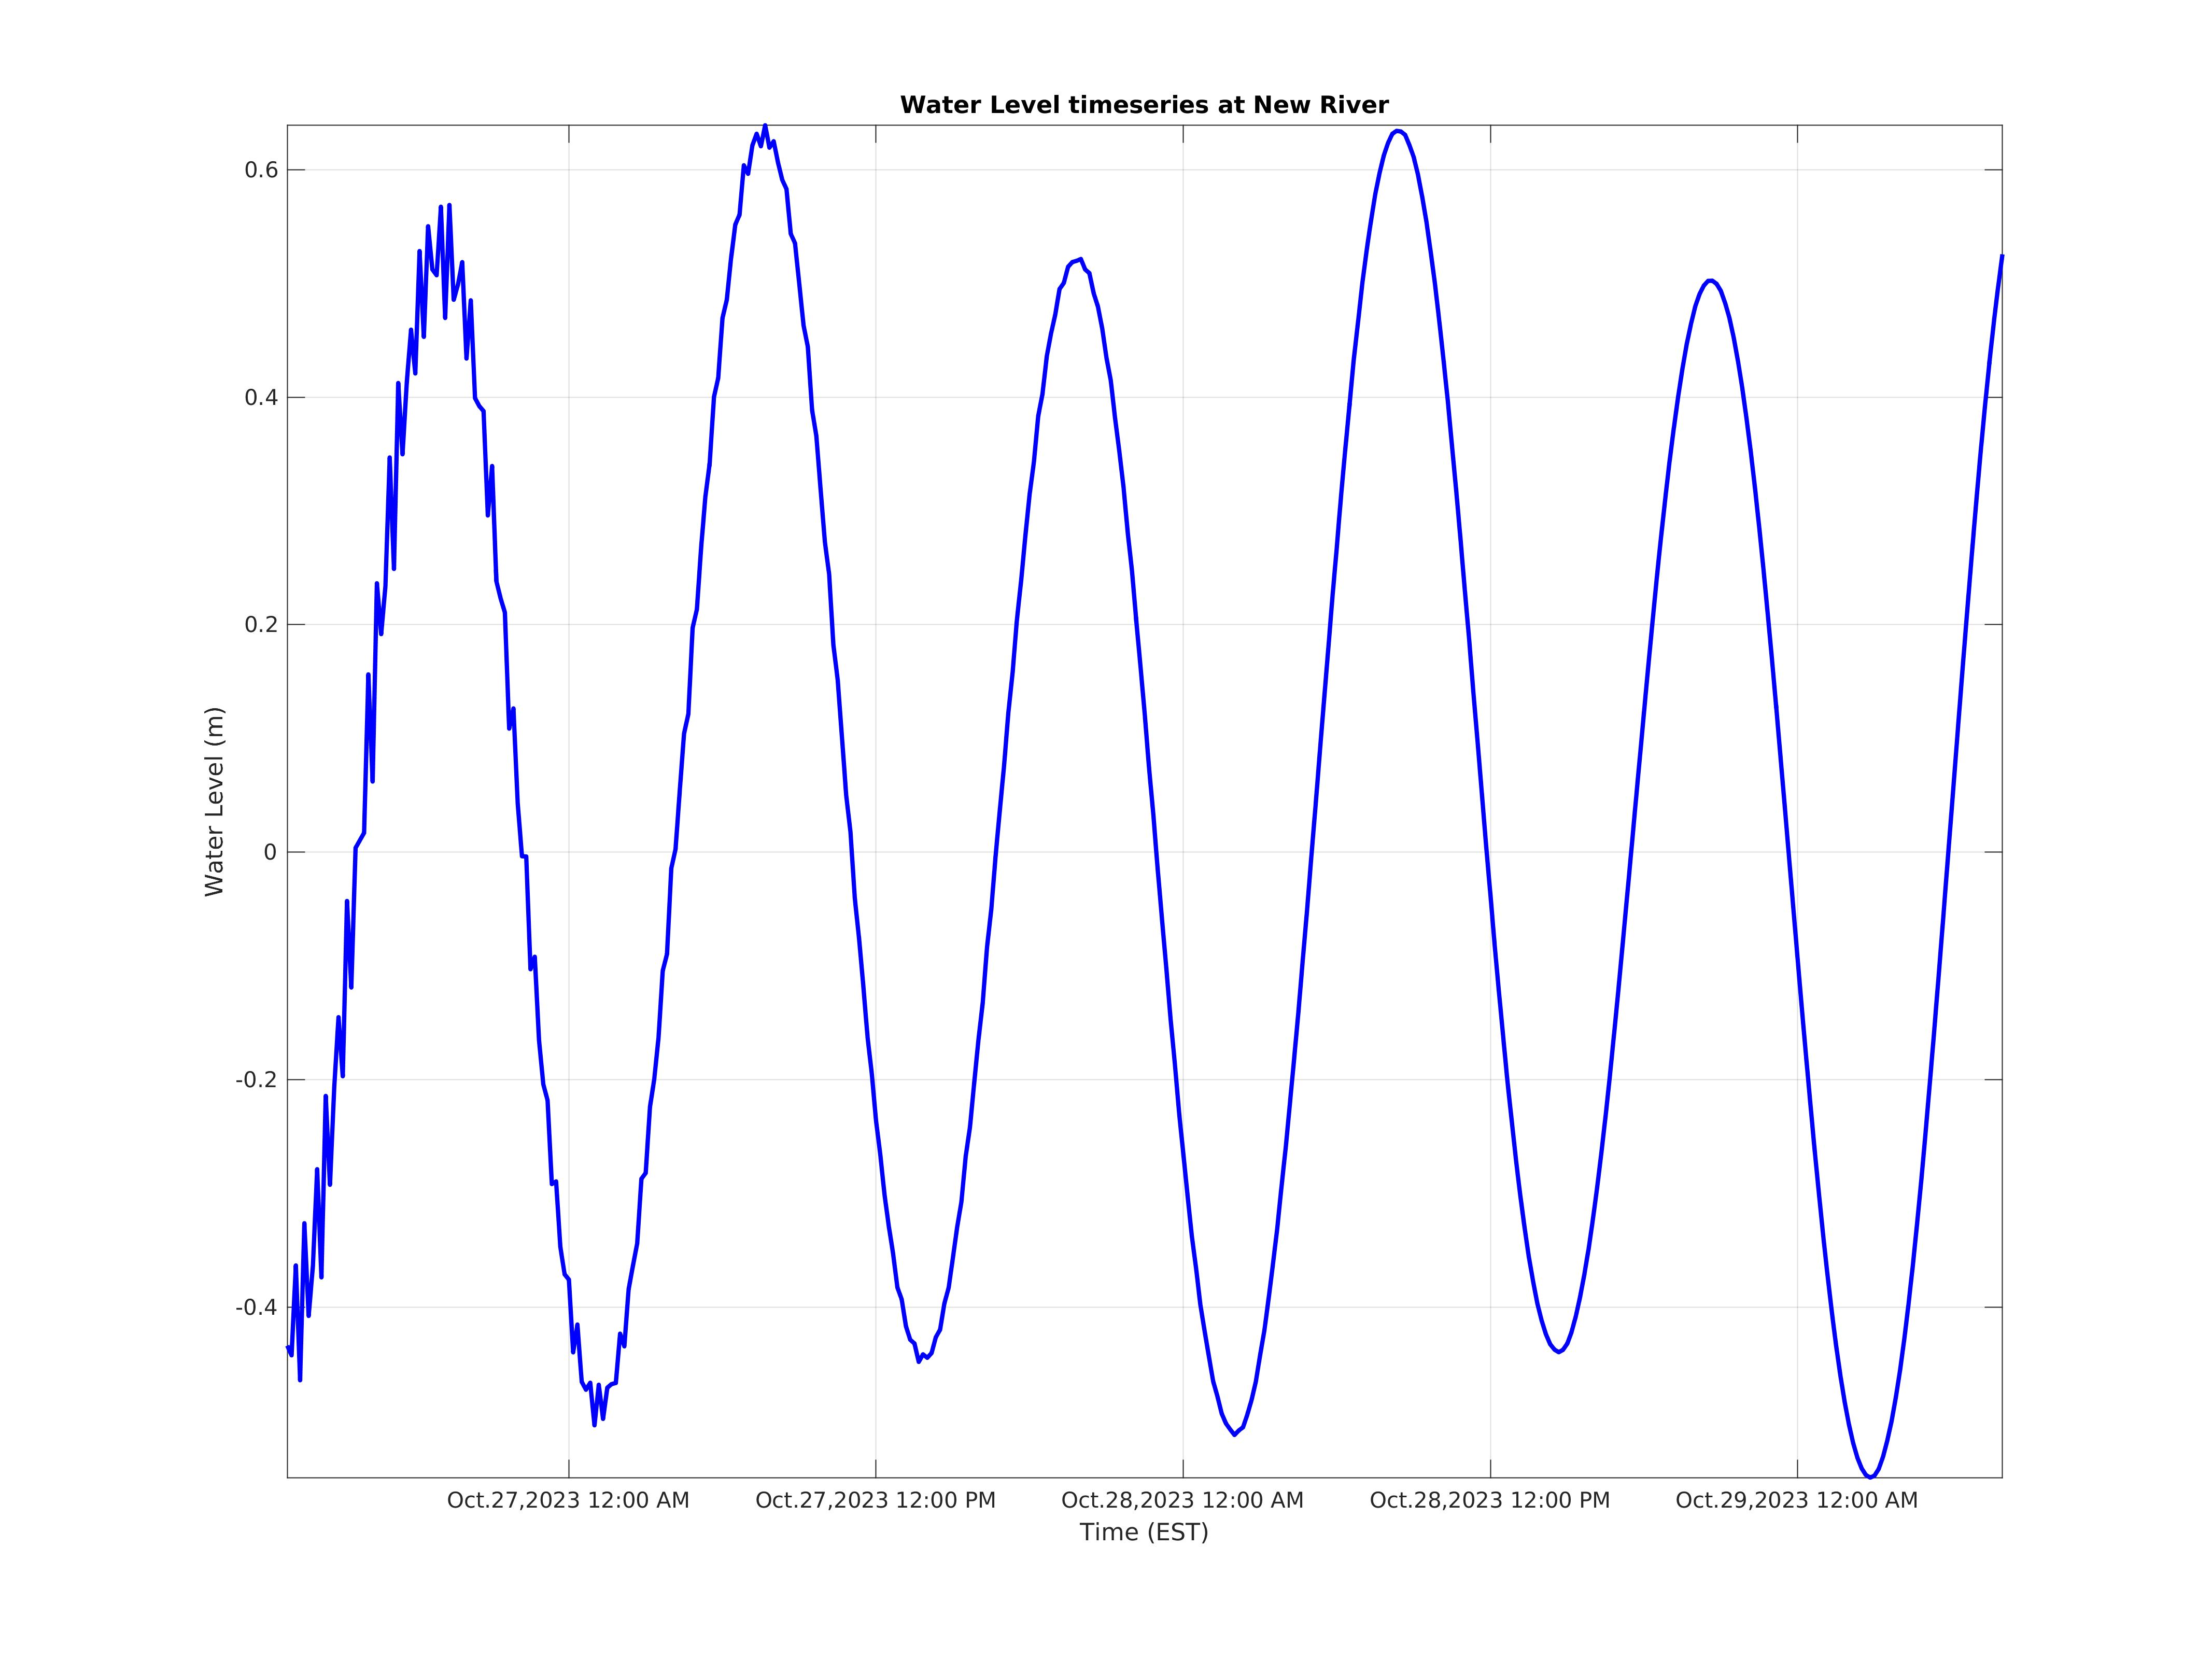 Water Level timeseries at New River
0.6
0.4
0.2
0
-0.2
-0.4
Water Level (m)
Oct.27,2023 12:00 AM
Oct.27,2023 12:00 PM
Oct.28,2023 12:00 AM
Oct.28,2023 12:00 PM
Oct.29,2023 12:00 AM
Time (EST)